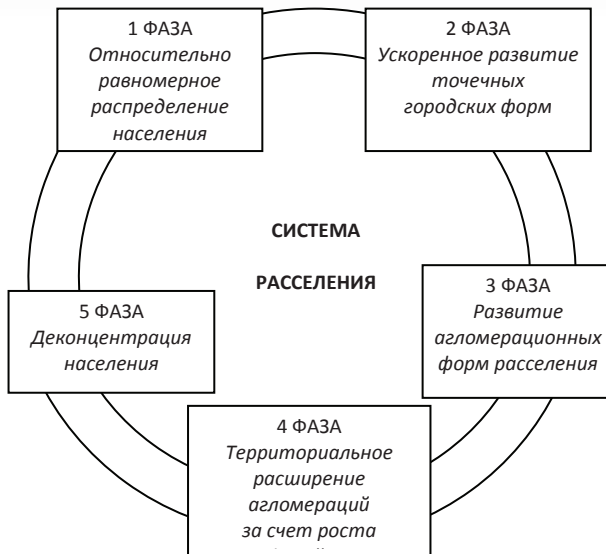 1 ФАЗА
Относительно
равномерное
распределение
населения
2 ФАЗА
Ускоренное развитие
точечных
городских форм
СИСТЕМА
РАССЕЛЕНИЯ
3 ФАЗА
Развитие
агломерационных
форм расселения
4 ФАЗА
Территориальное
расширение
агломераций
за счет роста
5 ФАЗА
Деконцентрация
населения